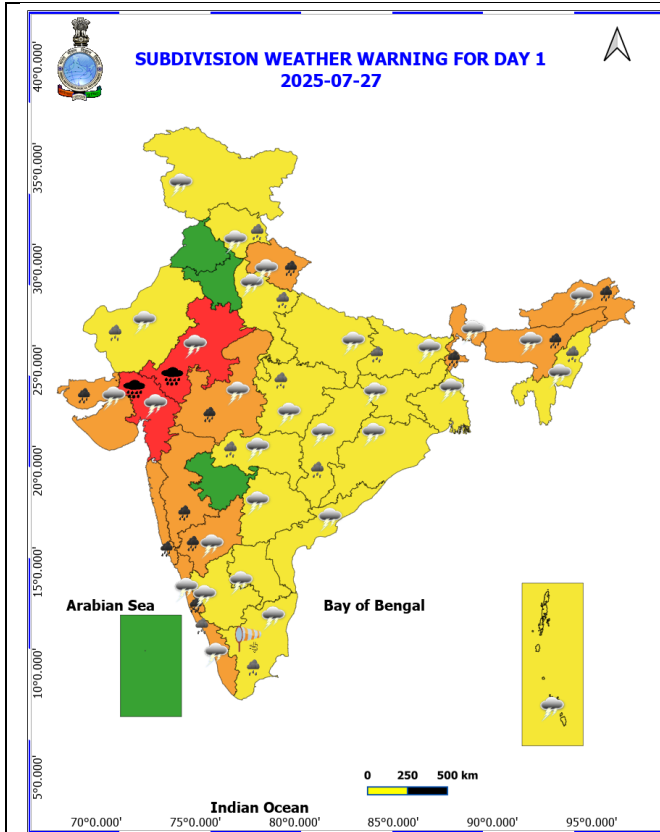 SUBDIVISION WEATHER WARNING FOR DAY 1
2025-07-27
40°0.000'
35°0.000'
30°0.000'
25°0.000'
20°0.000'
15°0.000'
Arabian Sea
Bay of Bengal
10°0.000'
5°0.000'
0 250 500 km
Indian Ocean
70°0.000' 75°0.000' 80°0.000' 85°0.000' 90°0.000' 95°0.000'